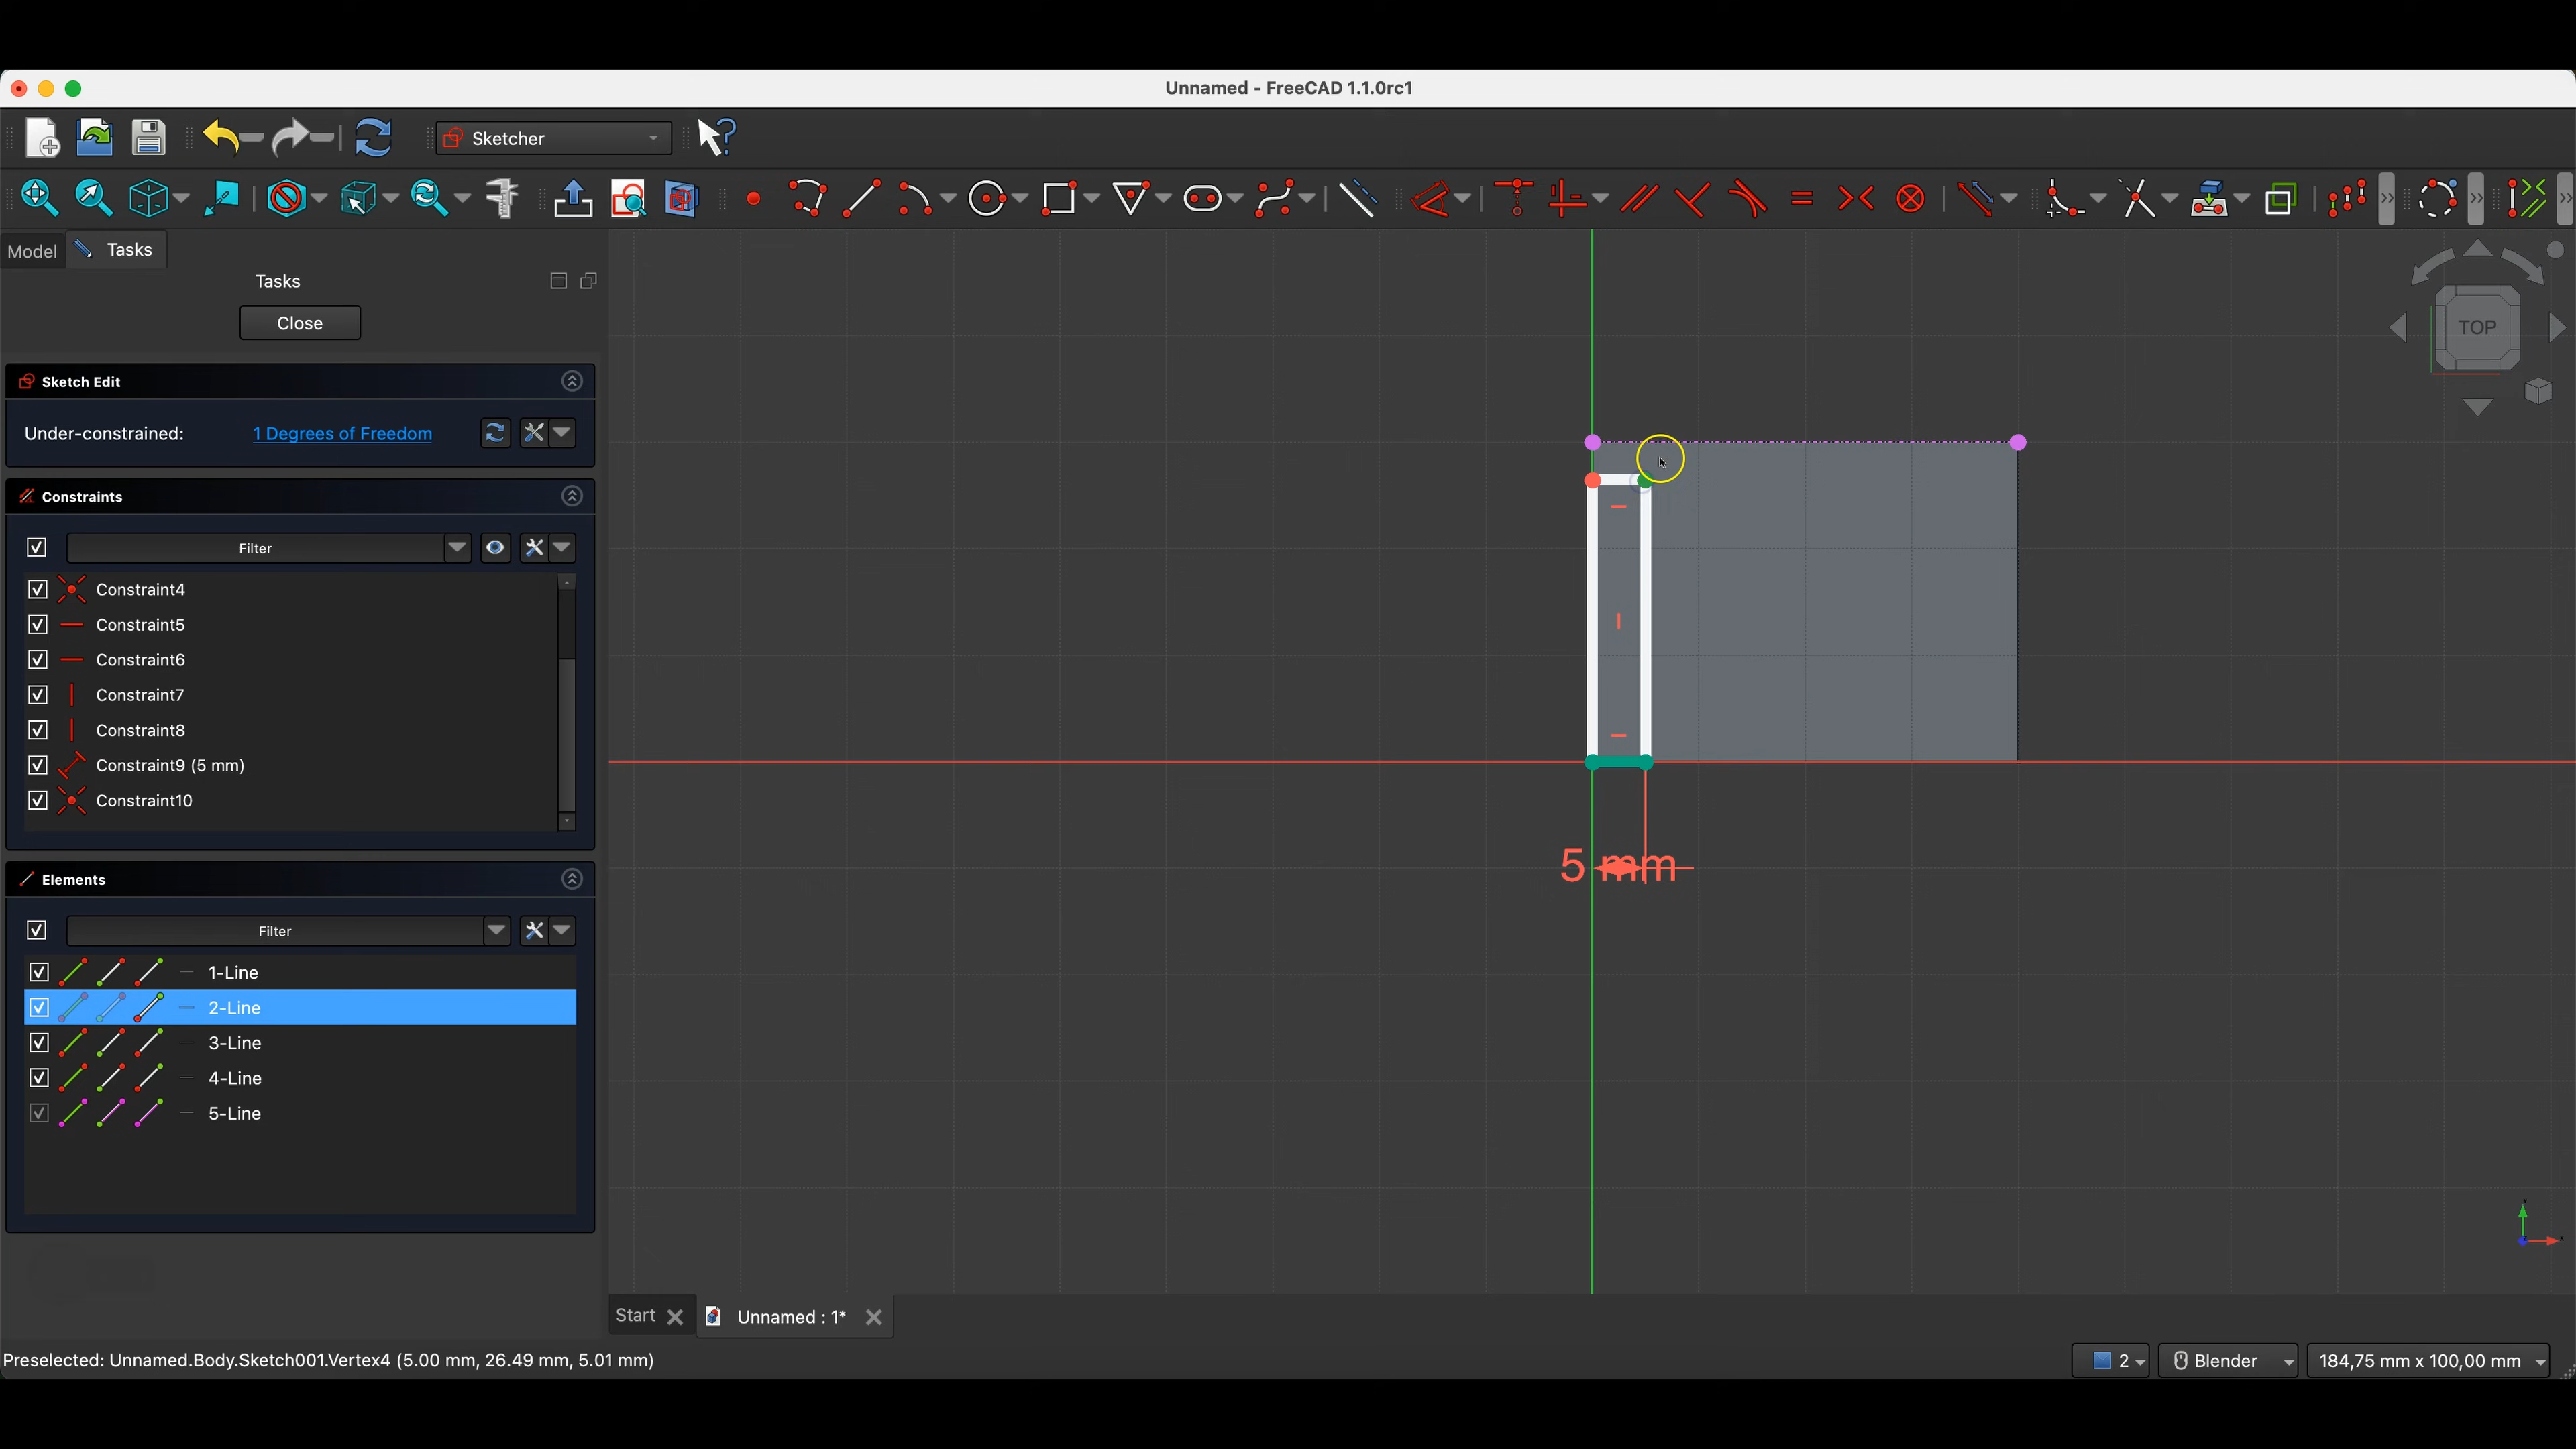 Unnamed - FreeCAD 1.1.0rc1
Sketcher
Model
Tasks
Tasks
Close
Sketch Edit
Under-constrained:
1 Degrees of Freedom
Constraints
Filter
Constraint4
Constraint5
Constraint6
Constraint7
Constraint8
Constraint9 (5 mm)
Constraint10
Elements
Filter
1-Line
2-Line
3-Line
4-Line
5-Line
TOP
5 mm
Start
Unnamed : 1*
Preselected: Unnamed.Body.Sketch001.Vertex4 (5.00 mm, 26.49 mm, 5.01 mm)
2
Blender
184,75 mm x 100,00 mm